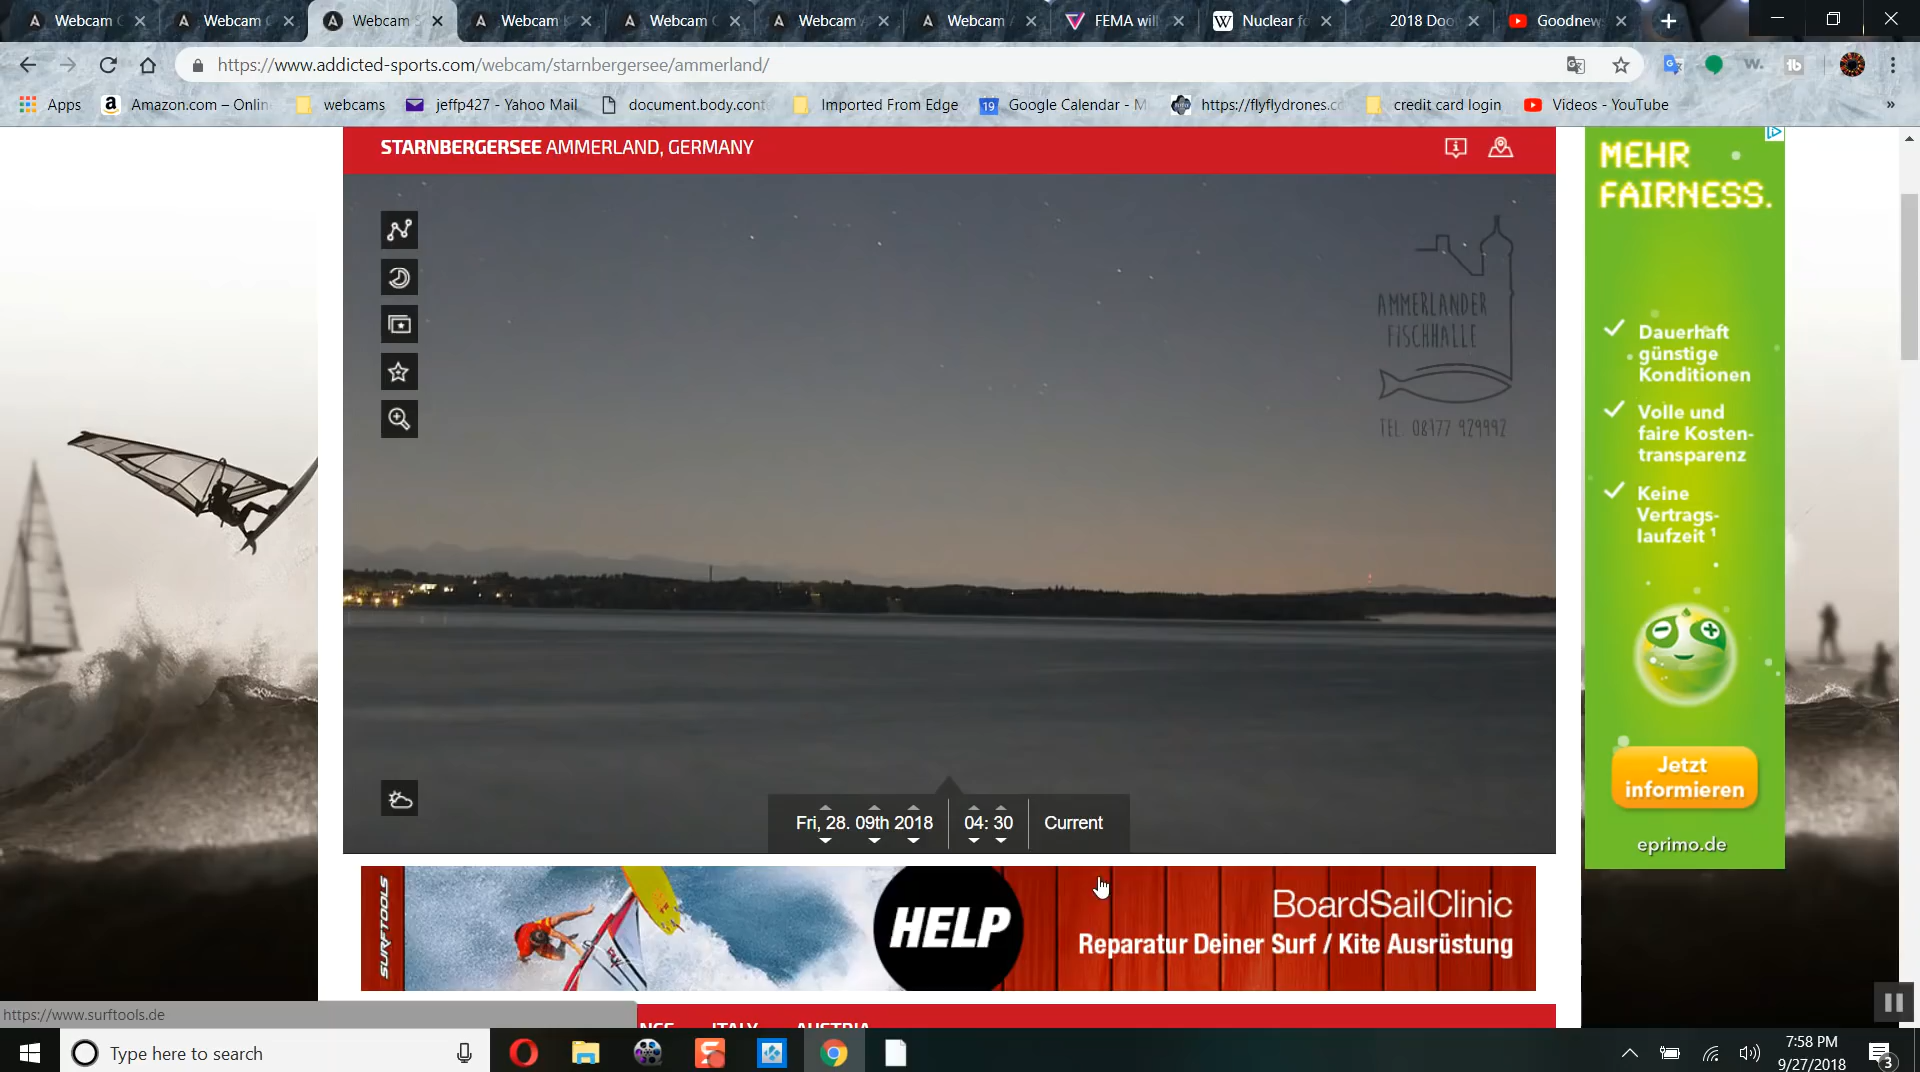 Webcam
Webcam
Webcam
Webcam
Webcam
Webcam
Webcam
FEMA will
Nuclear fo
2018 Doo
Goodnew
https://www.addicted-sports.com/webcam/starnbergersee/ammerland/
Apps
Amazon.com – Onlin
webcams
jeffp427 - Yahoo Mail
document.body.cont
Imported From Edge
19
Google Calendar - M
https://flyflydrones.c
credit card login
Videos - YouTube
STARNBERGERSEE AMMERLAND, GERMANY
AMMERLANDER
FISCHHALLE
TEL. 08177 929992
MEHR
FAIRNESS.
Dauerhaft
günstige
Konditionen
Volle und
faire Kosten-
transparenz
Keine
Vertrags-
laufzeit 1
Jetzt
informieren
eprimo.de
Fri, 28. 09th 2018
04: 30
Current
SURFTOOLS
HELP
BoardSailClinic
Reparatur Deiner Surf / Kite Ausrüstung
https://www.surftools.de
ITALY
AUSTRIA
Type here to search
7:58 PM
9/27/2018
3